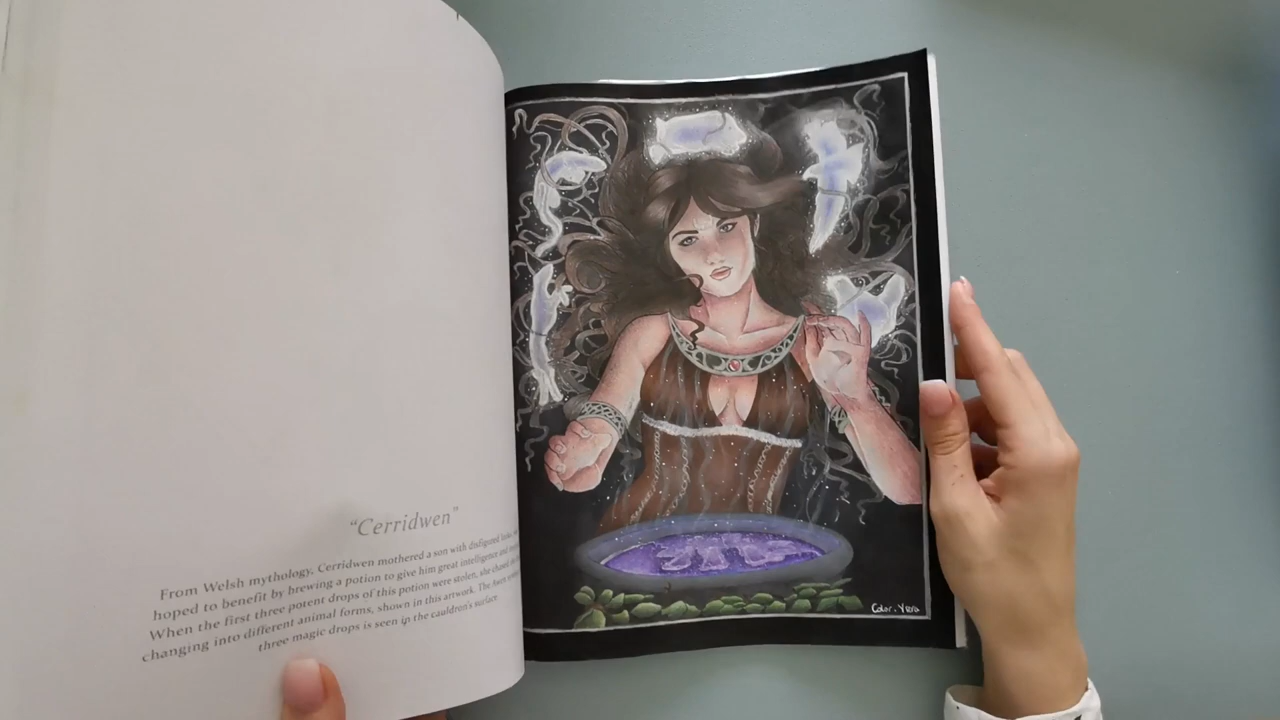 “Cerridwen”
From Welsh mythology, Cerridwen mothered a son with disfigured looks,
hoped to benefit by brewing a potion to give him great intelligence and
When the first three potent drops of this potion were stolen, she chased
changing into different animal forms, shown in this artwork. The Awen
three magic drops is seen in the cauldron's surface.
Color.Vera